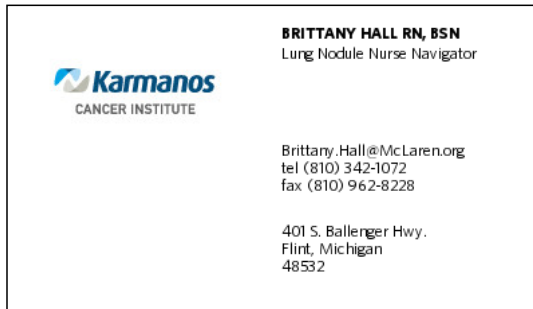 Karmanos
CANCER INSTITUTE
BRITTANY HALL RN, BSN
Lung Nodule Nurse Navigator
Brittany.Hall@McLaren.org
tel (810) 342-1072
fax (810) 962-8228
401 S. Ballenger Hwy.
Flint, Michigan
48532